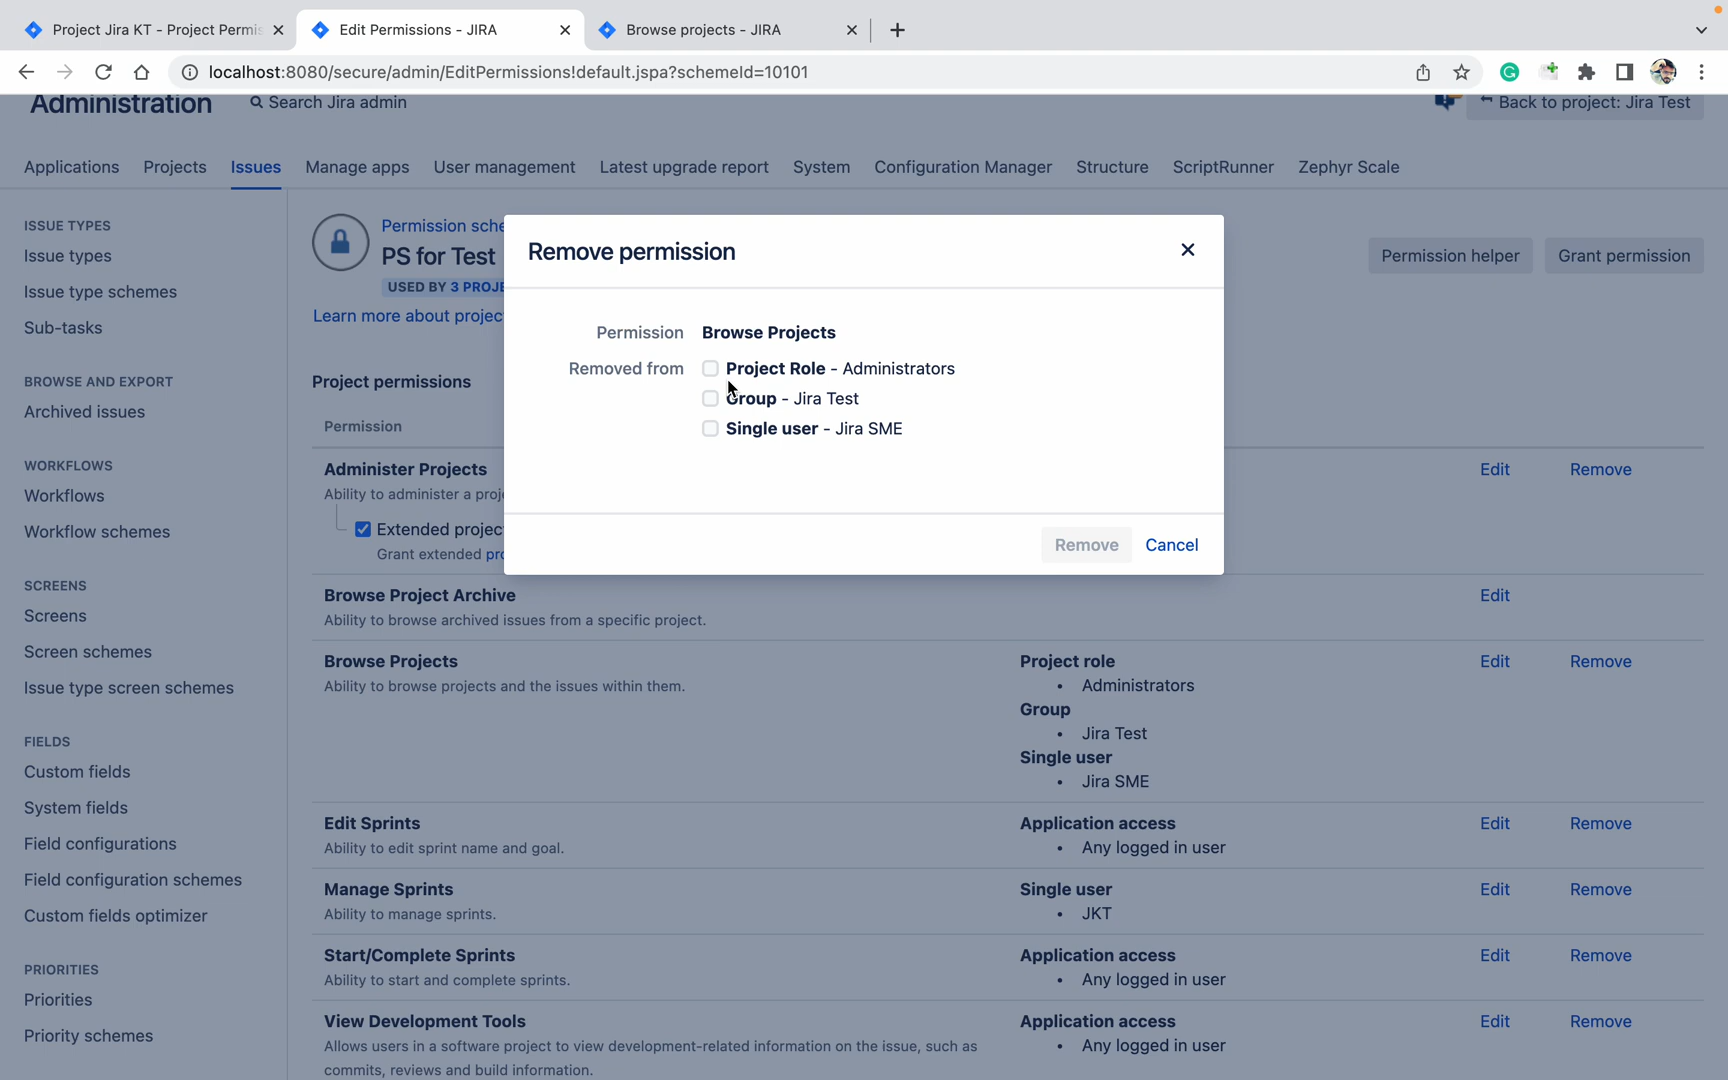 Project Jira KT - Project Permis
Edit Permissions - JIRA
Browse projects - JIRA
localhost:8080/secure/admin/EditPermissions!default.jspa?schemeId=10101
Administration
Search Jira admin
Back to project: Jira Test
Applications Projects Issues Manage apps User management Latest upgrade report System Configuration Manager Structure ScriptRunner Zephyr Scale
ISSUE TYPES
Issue types
Issue type schemes
Sub-tasks
BROWSE AND EXPORT
Archived issues
WORKFLOWS
Workflows
Workflow schemes
SCREENS
Screens
Screen schemes
Issue type screen schemes
FIELDS
Custom fields
System fields
Field configurations
Field configuration schemes
Custom fields optimizer
PRIORITIES
Priorities
Priority schemes
Permission sche
PS for Test
USED BY 3 PROJE
Learn more about projec
Permission helper
Grant permission
Remove permission
Permission Browse Projects
Removed from Project Role - Administrators
Group - Jira Test
Single user - Jira SME
Remove Cancel
Project permissions
Permission
Administer Projects Edit Remove
Ability to administer a proj
Extended projec
Grant extended pro
Browse Project Archive Edit
Ability to browse archived issues from a specific project.
Browse Projects Project role Edit Remove
Ability to browse projects and the issues within them. • Administrators
Group
• Jira Test
Single user
• Jira SME
Edit Sprints Application access Edit Remove
Ability to edit sprint name and goal. • Any logged in user
Manage Sprints Single user Edit Remove
Ability to manage sprints. • JKT
Start/Complete Sprints Application access Edit Remove
Ability to start and complete sprints. • Any logged in user
View Development Tools Application access Edit Remove
Allows users in a software project to view development-related information on the issue, such as • Any logged in user
commits, reviews and build information.